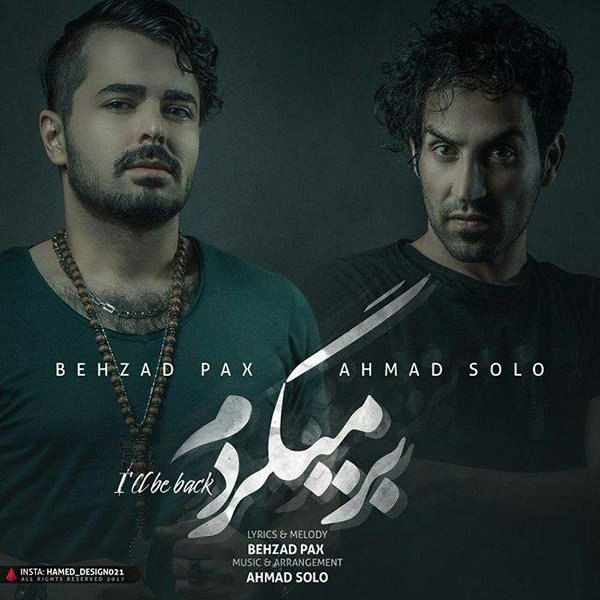 BEHZAD PAX
AHMAD SOLO
برمیگردم
I'll be back
LYRICS & MELODY
BEHZAD PAX
MUSIC & ARRANGEMENT
AHMAD SOLO
INSTA: HAMED_DESIGN021
ALL RIGHTS RESERVED 2017